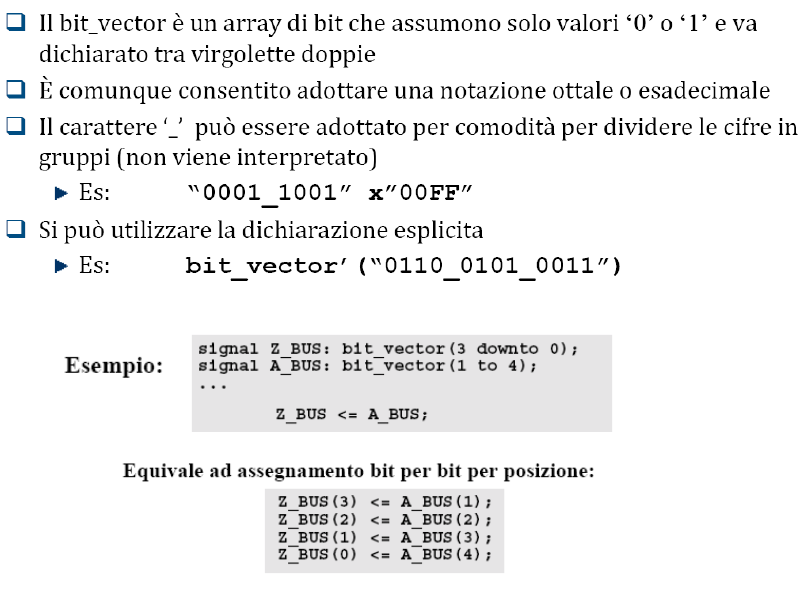 Il bit_vector è un array di bit che assumono solo valori ‘0’ o ‘1’ e va
dichiarato tra virgolette doppie
È comunque consentito adottare una notazione ottale o esadecimale
Il carattere ‘_’ può essere adottato per comodità per dividere le cifre in
gruppi (non viene interpretato)
Es: “0001_1001” x”00FF”
Si può utilizzare la dichiarazione esplicita
Es: bit_vector’(“0110_0101_0011”)
Esempio:
signal Z_BUS: bit_vector(3 downto 0);
signal A_BUS: bit_vector(1 to 4);
...
Z_BUS <= A_BUS;
Equivale ad assegnamento bit per bit per posizione:
Z_BUS(3) <= A_BUS(1);
Z_BUS(2) <= A_BUS(2);
Z_BUS(1) <= A_BUS(3);
Z_BUS(0) <= A_BUS(4);